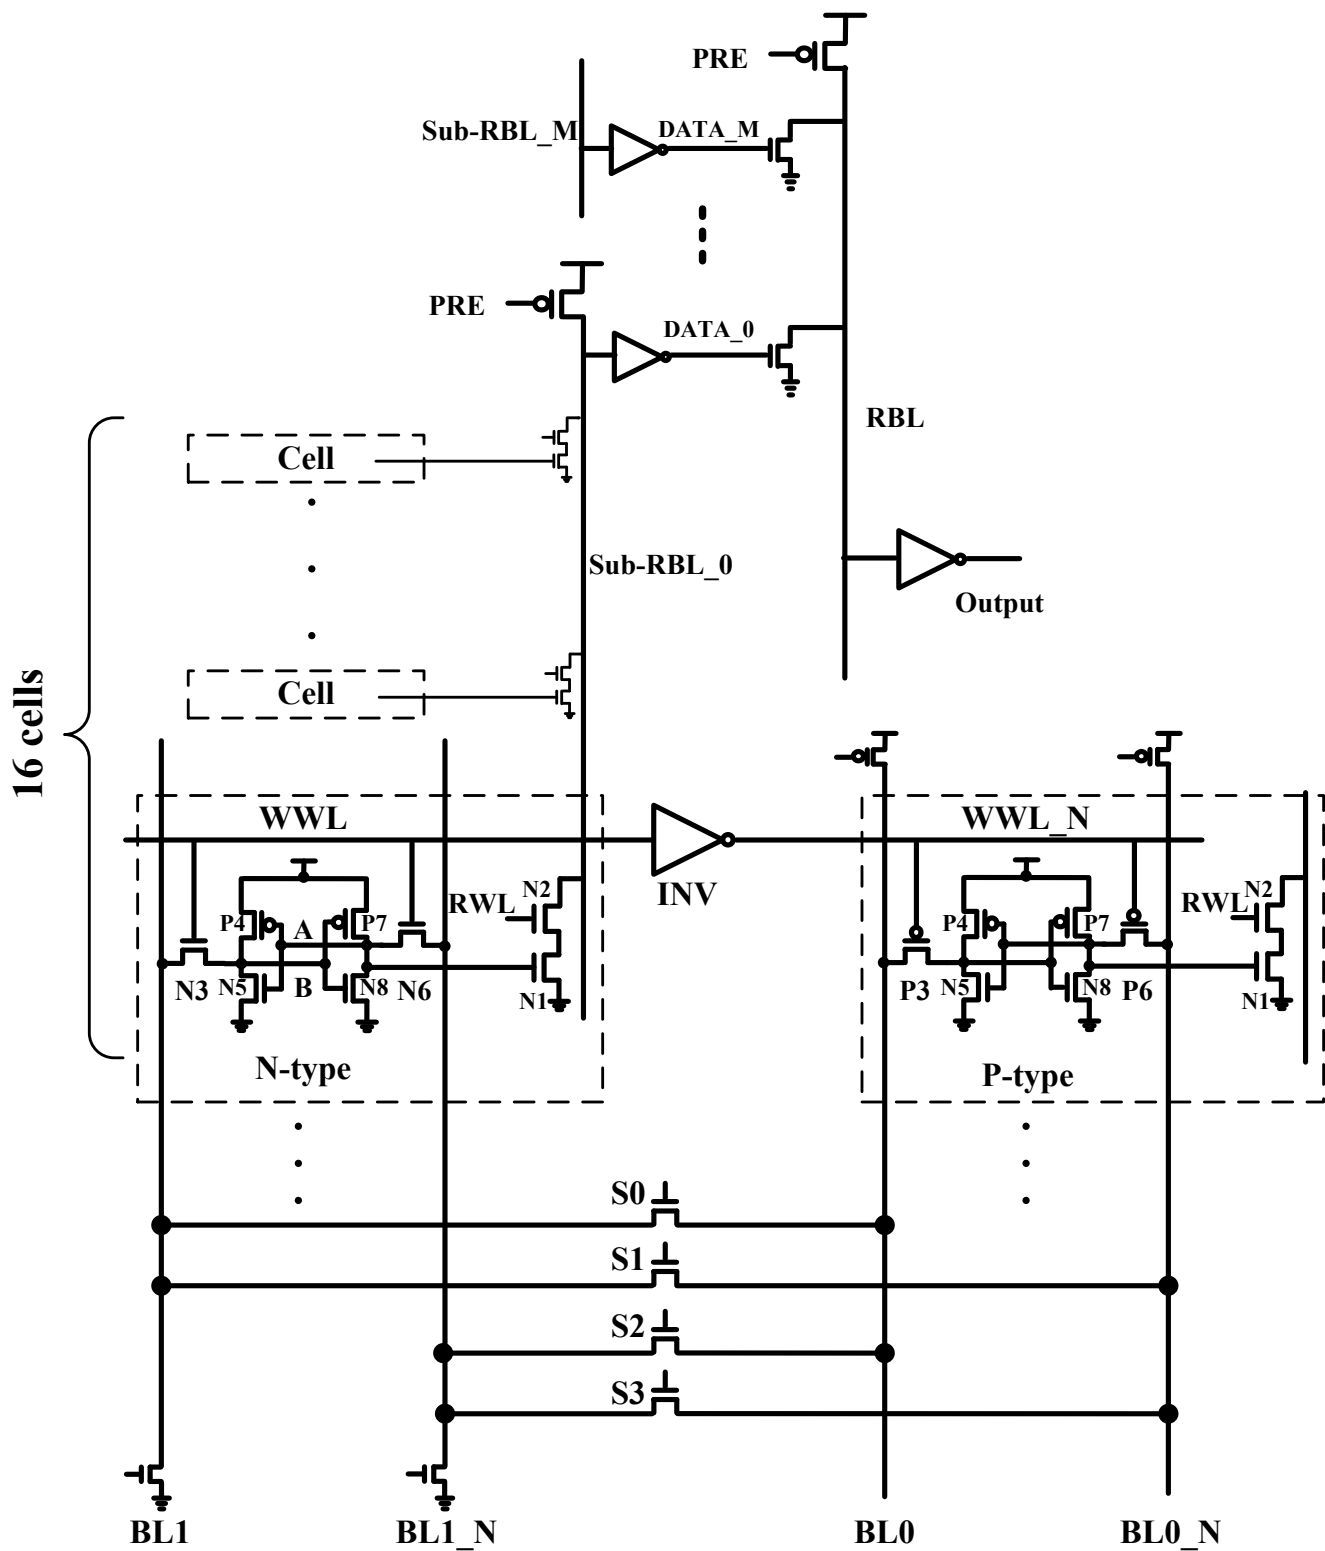 PRE
Sub-RBL_M
DATA_M
PRE
DATA_0
RBL
Cell
Sub-RBL_0
Output
Cell
16 cells
WWL
INV
WWL_N
P4
A
P7
RWL
N2
N3
N5
B
N8
N6
N1
P4
P7
RWL
N2
P3
N5
N8
P6
N1
N-type
P-type
S0
S1
S2
S3
BL1
BL1_N
BL0
BL0_N